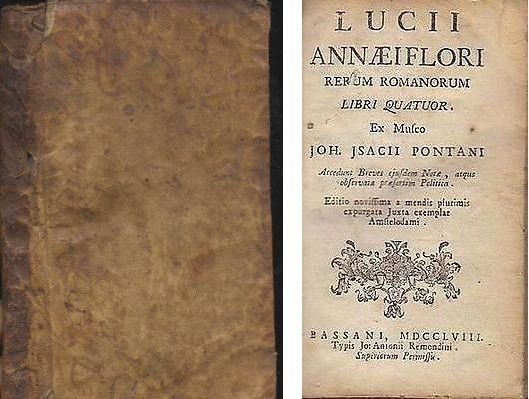 LUCII
ANNÆI FLORI
RERUM ROMANORUM
LIBRI QUATUOR.
Ex Museo
JOH. JSACII PONTANI
Accedunt Breves ejusdem Notæ, atque
observata præsertim Politica.
Editio novissima a mendis plurimis
expurgata Juxta exemplar
Amstelodami.
BASSANI, MDCCLVIII.
Typis Jo: Antonii Remondini.
Superiorum Permissu.